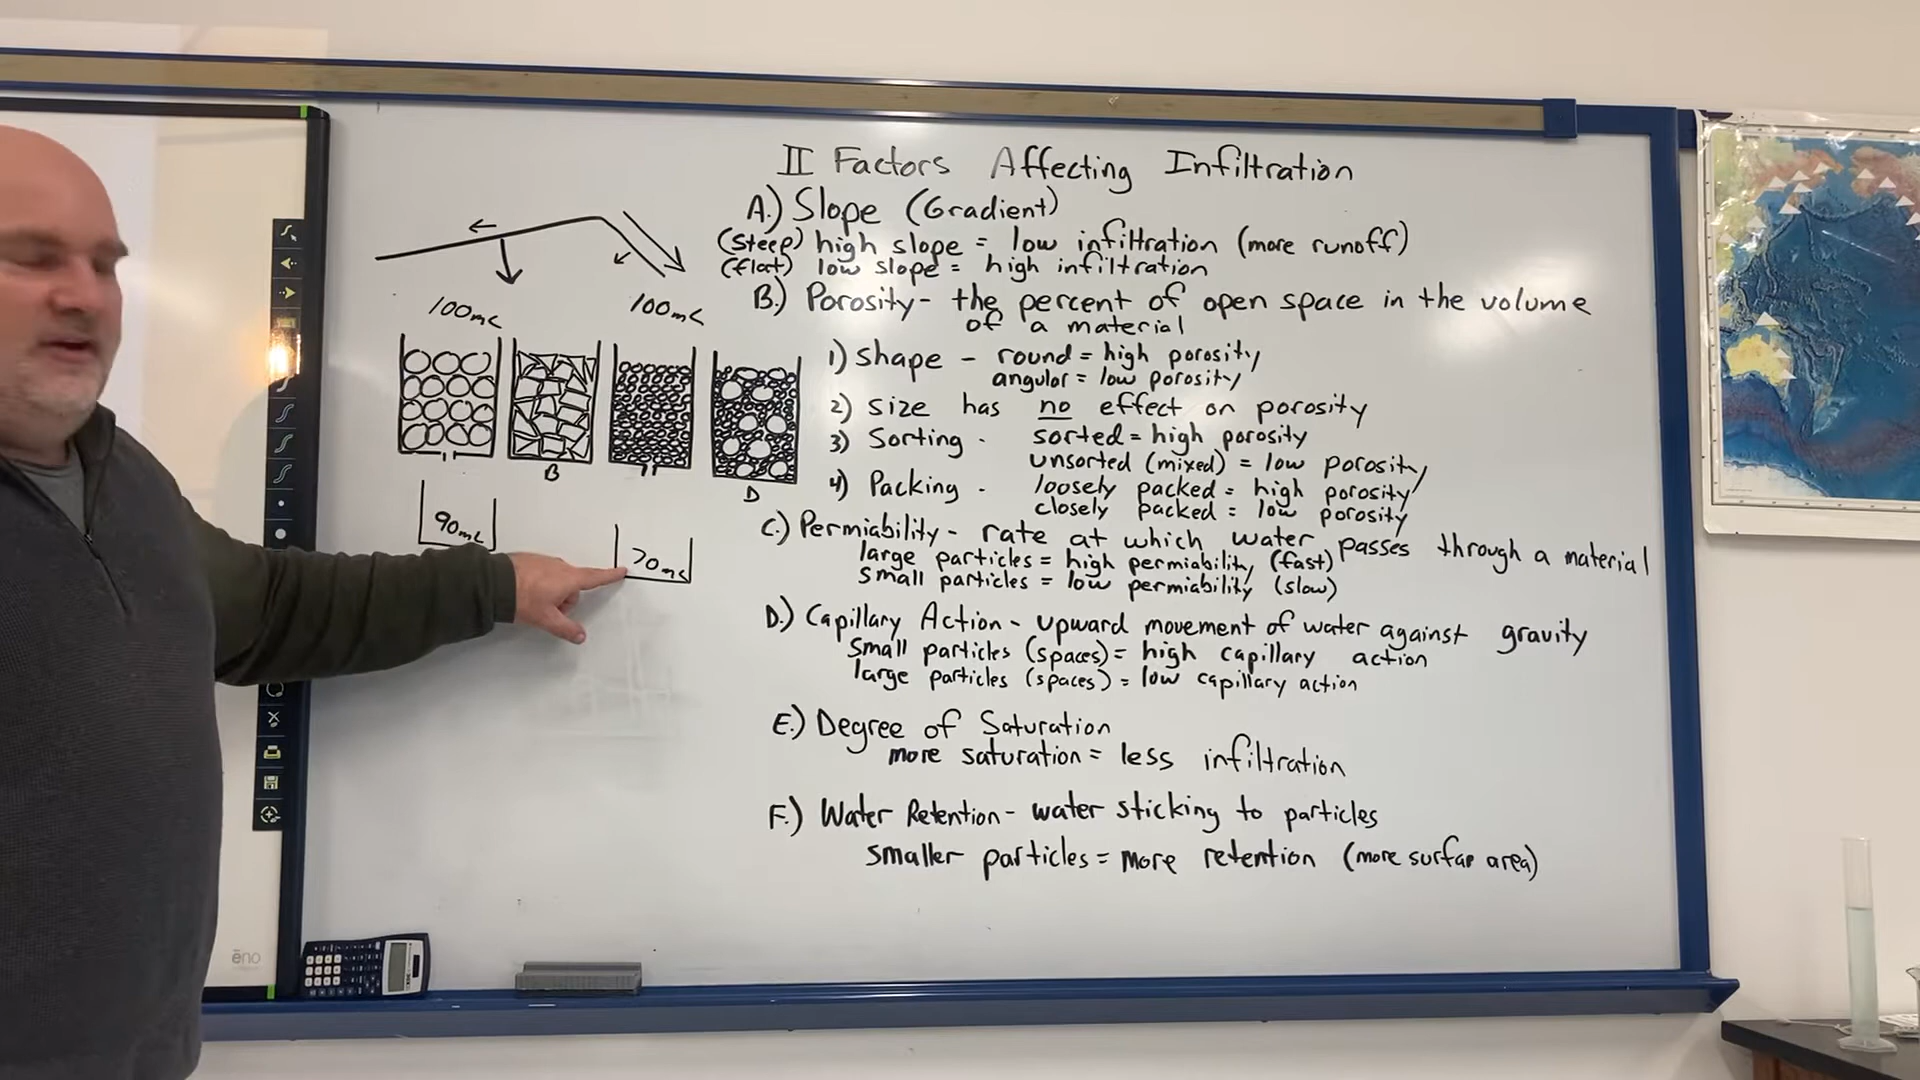 II Factors Affecting Infiltration
A.) Slope (Gradient)
(Steep) high slope = low infiltration (more runoff)
(flat) low slope = high infiltration
B.) Porosity - the percent of open space in the volume
of a material
1) Shape - round = high porosity
angular = low porosity
2) Size has no effect on porosity
3) Sorting - sorted = high porosity
unsorted (mixed) = low porosity
4) Packing - loosely packed = high porosity
closely packed = low porosity
C.) Permiability - rate at which water passes through a material
large particles = high permiability (fast)
small particles = low permiability (slow)
D.) Capillary Action - upward movement of water against gravity
small particles (spaces) = high capillary action
large particles (spaces) = low capillary action
E.) Degree of Saturation
more saturation = less infiltration
F.) Water Retention - water sticking to particles
smaller particles = more retention (more surfac area)
100mL
100mL
B
D
90mL
70mL
ēno